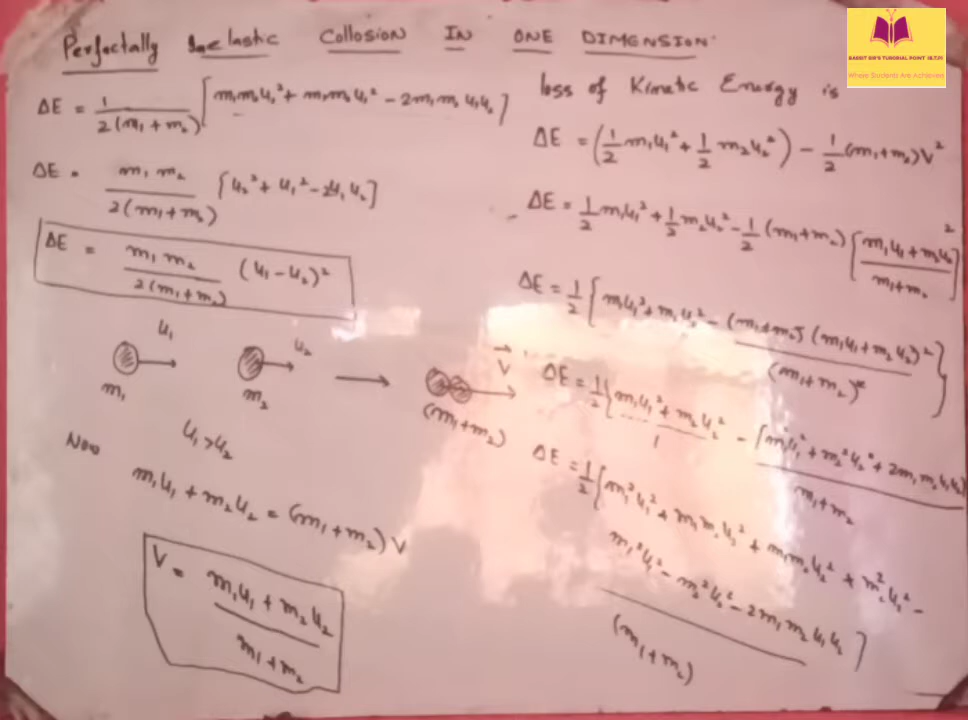 Perfectally Inelastic Collosion IN ONE DIMENSION.
ΔE = 1/2(m₁+m₂) [m₁m₂u₁² + m₁m₂u₂² - 2m₁m₂u₁u₂]
ΔE = m₁m₂/2(m₁+m₂) [u₂² + u₁² - 2u₁u₂]
ΔE = m₁m₂/2(m₁+m₂) (u₁-u₂)²
u₁
u₂
V⃗
m₁
m₂
(m₁+m₂)
u₁>u₂
Now
m₁u₁ + m₂u₂ = (m₁+m₂)V
V = m₁u₁ + m₂u₂/m₁+m₂
loss of Kinetic Energy is
ΔE = (1/2 m₁u₁² + 1/2 m₂u₂²) - 1/2 (m₁+m₂)V²
ΔE = 1/2 m₁u₁² + 1/2 m₂u₂² - 1/2 (m₁+m₂) [m₁u₁+m₂u₂/m₁+m₂]²
ΔE = 1/2 {m₁u₁² + m₂u₂² - (m₁+m₂)(m₁u₁+m₂u₂)²/(m₁+m₂)²}
ΔE = 1/2 {m₁u₁² + m₂u₂²/1 - [m₁²u₁² + m₂²u₂² + 2m₁m₂u₁u₂/m₁+m₂
ΔE = 1/2 [m₁²u₁² + m₁m₂u₂² + m₁m₂u₁² + m₂²u₂² -
m₁²u₁² - m₂²u₂² - 2m₁m₂u₁u₂]/(m₁+m₂)
Where Students Are Achievers